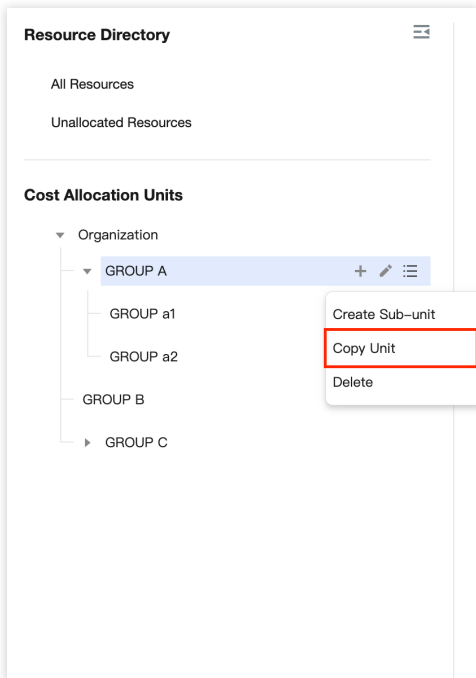 Resource Directory
All Resources
Unallocated Resources
Cost Allocation Units
Organization
GROUP A
GROUP a1
Create Sub-unit
Copy Unit
GROUP a2
Delete
GROUP B
GROUP C